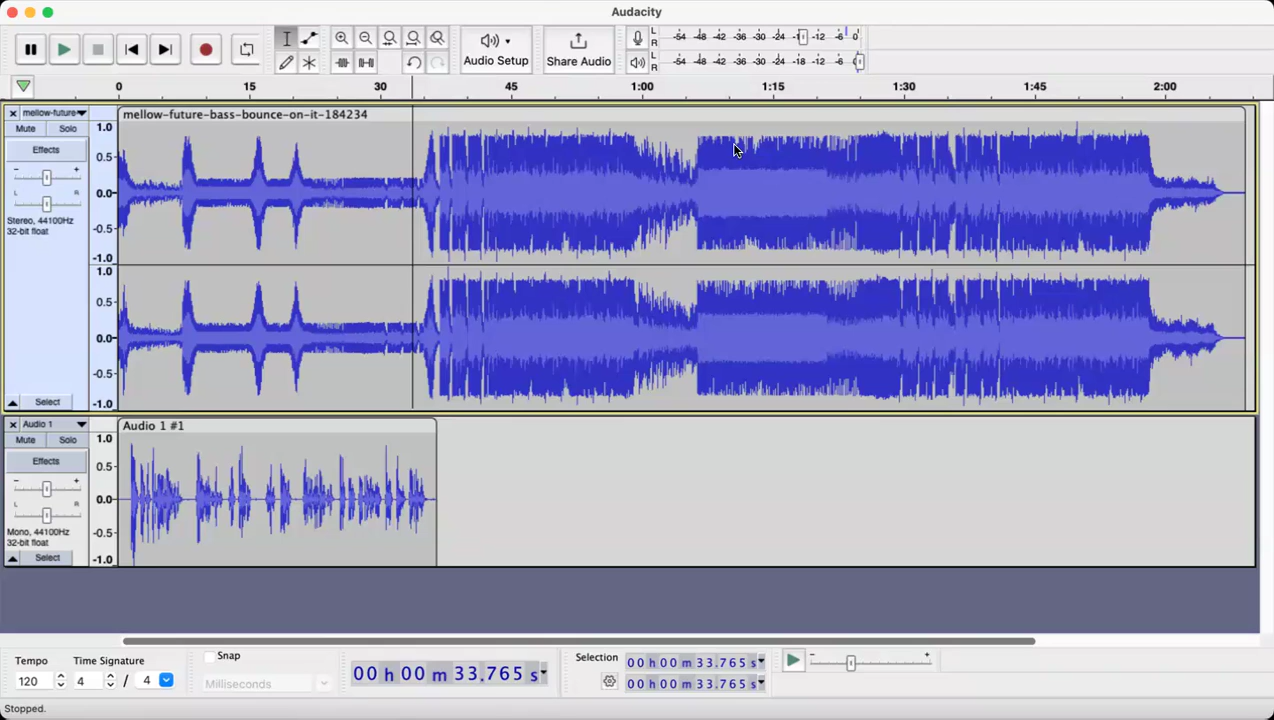 Audacity
Audio Setup
Share Audio
L
R
-54 -48 -42 -36 -30 -24 -12 -6 0
L
R
-54 -48 -42 -36 -30 -24 -18 -12 -6 0
0 15 30 45 1:00 1:15 1:30 1:45 2:00
mellow-future
mellow-future-bass-bounce-on-it-184234
Mute Solo
Effects
- +
L R
Stereo, 44100Hz
32-bit float
Select
1.0
0.5
0.0
-0.5
-1.0
1.0
0.5
0.0
-0.5
-1.0
Audio 1
Audio 1 #1
Mute Solo
Effects
- +
L R
Mono, 44100Hz
32-bit float
Select
1.0
0.5
0.0
-0.5
-1.0
Tempo
120
Time Signature
4 / 4
Snap
Milliseconds
00 h 00 m 33.765 s
Selection
00 h 00 m 33.765 s
00 h 00 m 33.765 s
- +
Stopped.